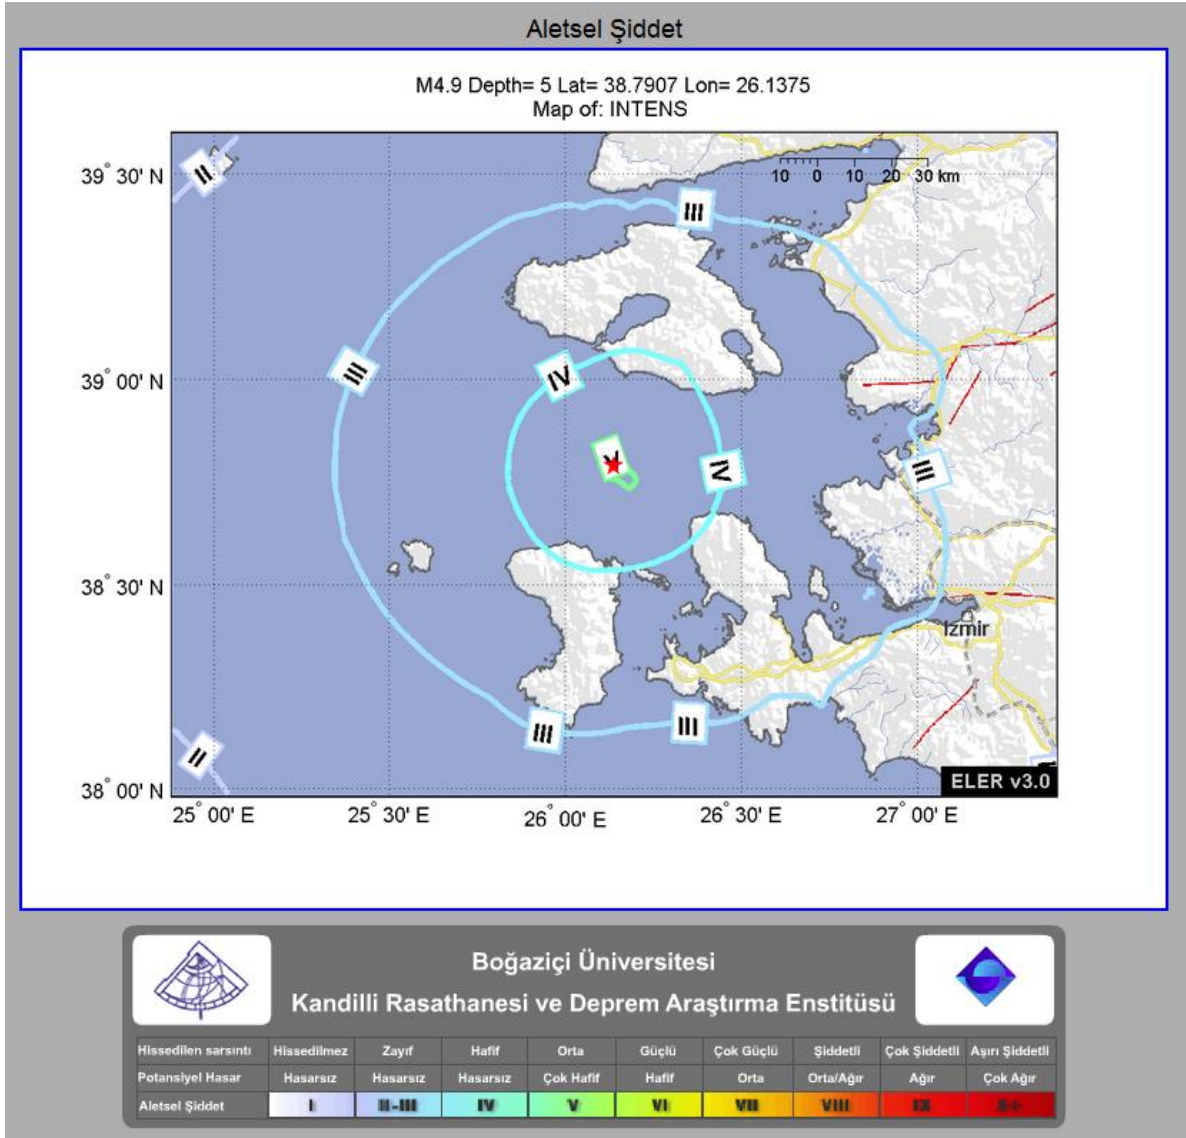 Aletsel Şiddet
M4.9 Depth= 5 Lat= 38.7907 Lon= 26.1375
Map of: INTENS
39° 30' N
39° 00' N
38° 30' N
38° 00' N
II
III
10 0 10 20 30 km
III
IV
V
IV
III
Izmir
III
III
II
ELER v3.0
25° 00' E
25° 30' E
26° 00' E
26° 30' E
27° 00' E
Boğaziçi Üniversitesi
Kandilli Rasathanesi ve Deprem Araştırma Enstitüsü
Hissedilen sarsıntı Hissedilmez Zayıf Hafif Orta Güçlü Çok Güçlü Şiddetli Çok Şiddetli Aşırı Şiddetli
Potansiyel Hasar Hasarsız Hasarsız Hasarsız Çok Hafif Hafif Orta Orta/Ağır Ağır Çok Ağır
Aletsel Şiddet I II-III IV V VI VII VIII IX X+